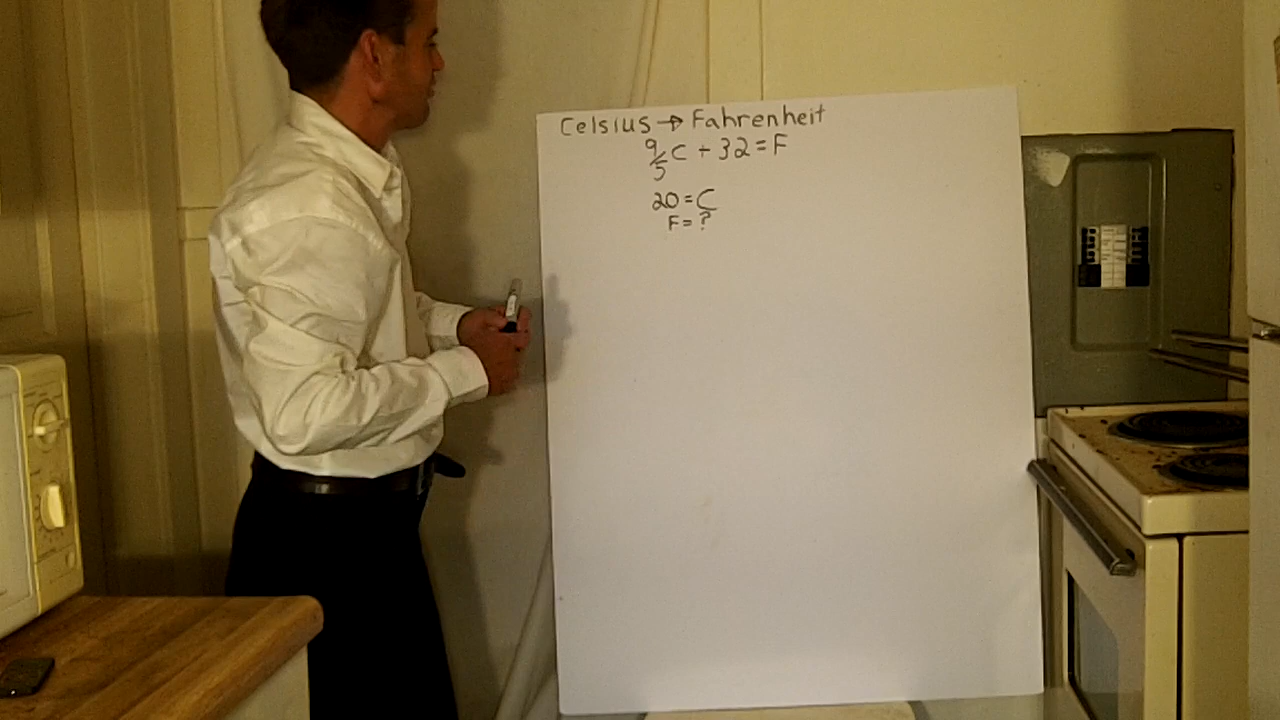 Celsius → Fahrenheit
9/5 C + 32 = F
20 = C
F = ?